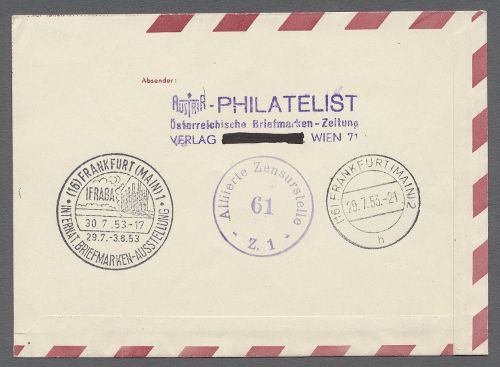 Absender:
AUSTRIA-PHILATELIST
Österreichische Briefmarken-Zeitung
VERLAG WIEN 71
(16) FRANKFURT (MAIN) 1
IFRABA
30.7.53-17
29.7.-3.8.53
INTERNAT. BRIEFMARKEN-AUSSTELLUNG
Alliierte Zensurstelle
61
Z. 1
(16) FRANKFURT (MAIN) 2
29.7.53.-21
h